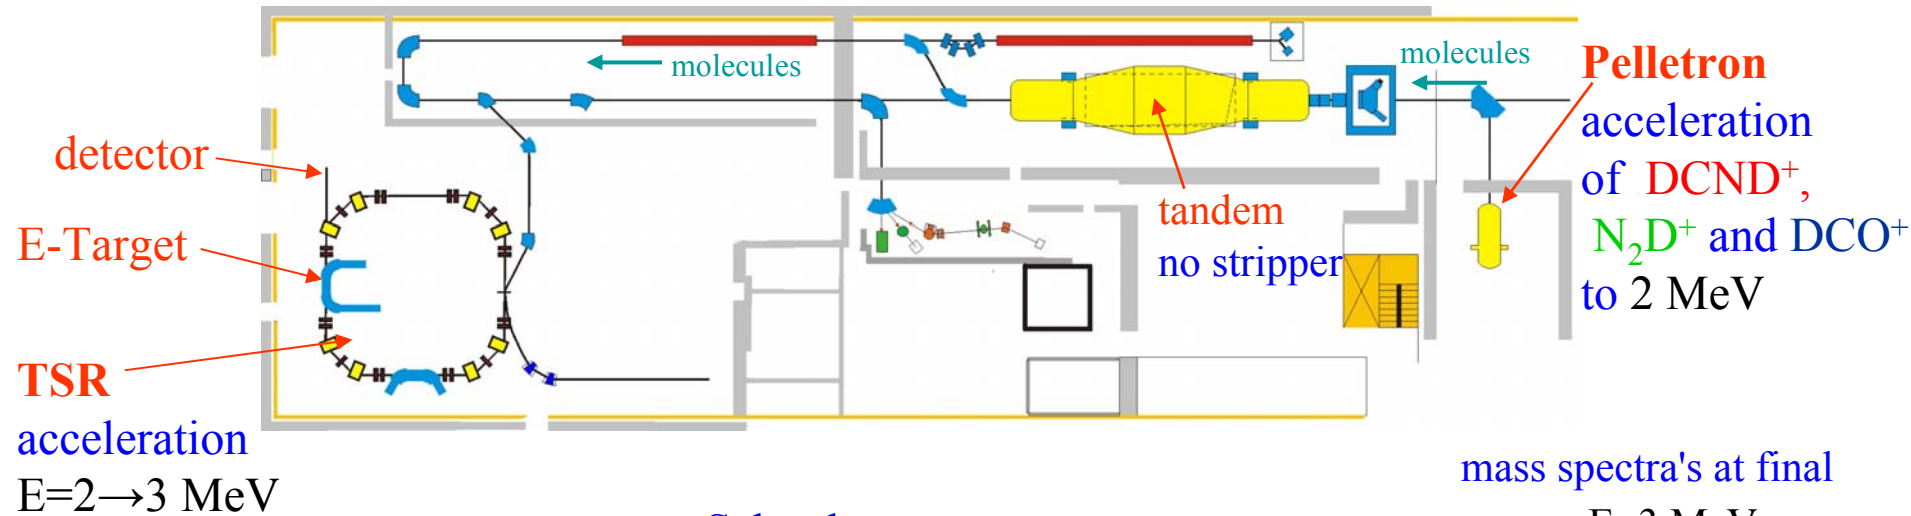 molecules
molecules
Pelletron
acceleration
of DCND⁺,
N₂D⁺ and DCO⁺
to 2 MeV
detector
E-Target
tandem
no stripper
TSR
acceleration
E=2→3 MeV
mass spectra's at final